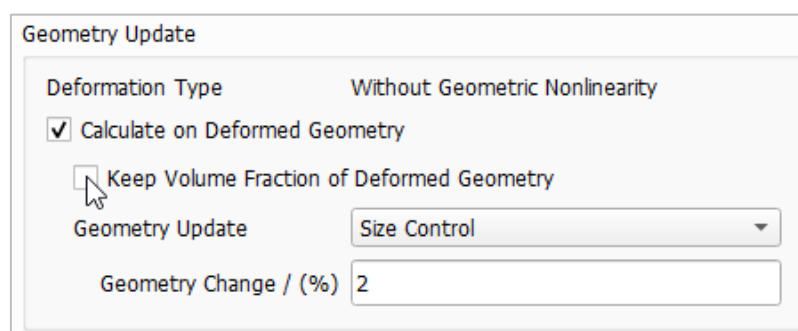 Geometry Update
Deformation Type Without Geometric Nonlinearity
Calculate on Deformed Geometry
Keep Volume Fraction of Deformed Geometry
Geometry Update Size Control
Geometry Change / (%) 2